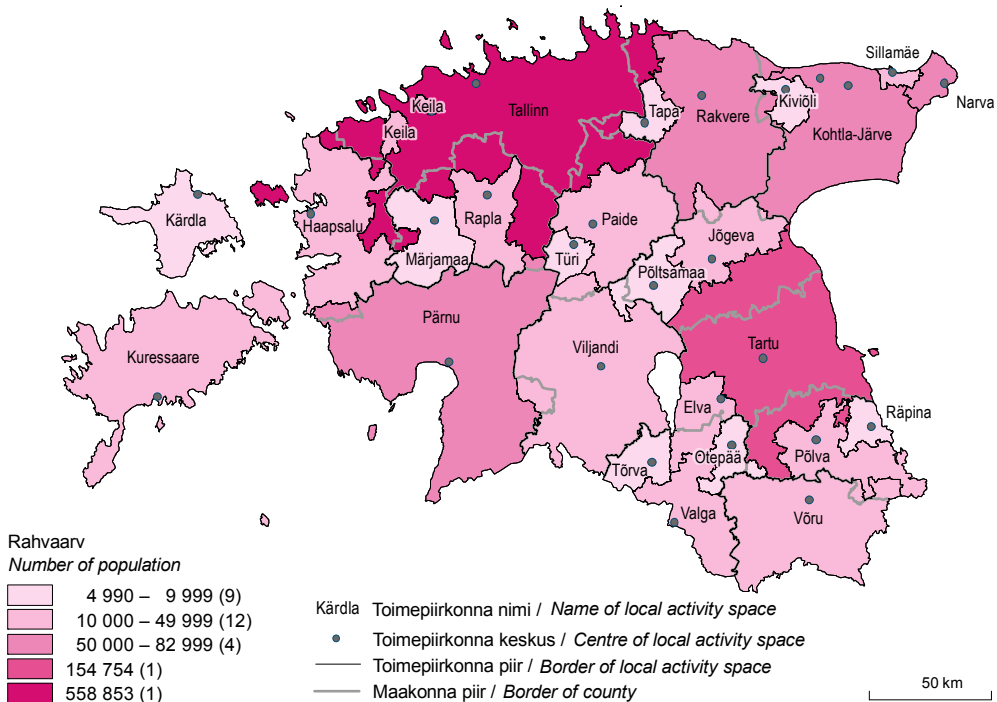 Sillamäe
Narva
Keila
Keila
Tallinn
Tapa
Rakvere
Kiviõli
Kohtla-Järve
Kärdla
Haapsalu
Märjamaa
Rapla
Türi
Paide
Jõgeva
Põltsamaa
Kuressaare
Pärnu
Viljandi
Tartu
Elva
Räpina
Tõrva
Otepää
Põlva
Valga
Võru
Rahvaarv
Number of population
4 990 – 9 999 (9)
10 000 – 49 999 (12)
50 000 – 82 999 (4)
154 754 (1)
558 853 (1)
Kärdla Toimepiirkonna nimi / Name of local activity space
Toimepiirkonna keskus / Centre of local activity space
Toimepiirkonna piir / Border of local activity space
Maakonna piir / Border of county
50 km